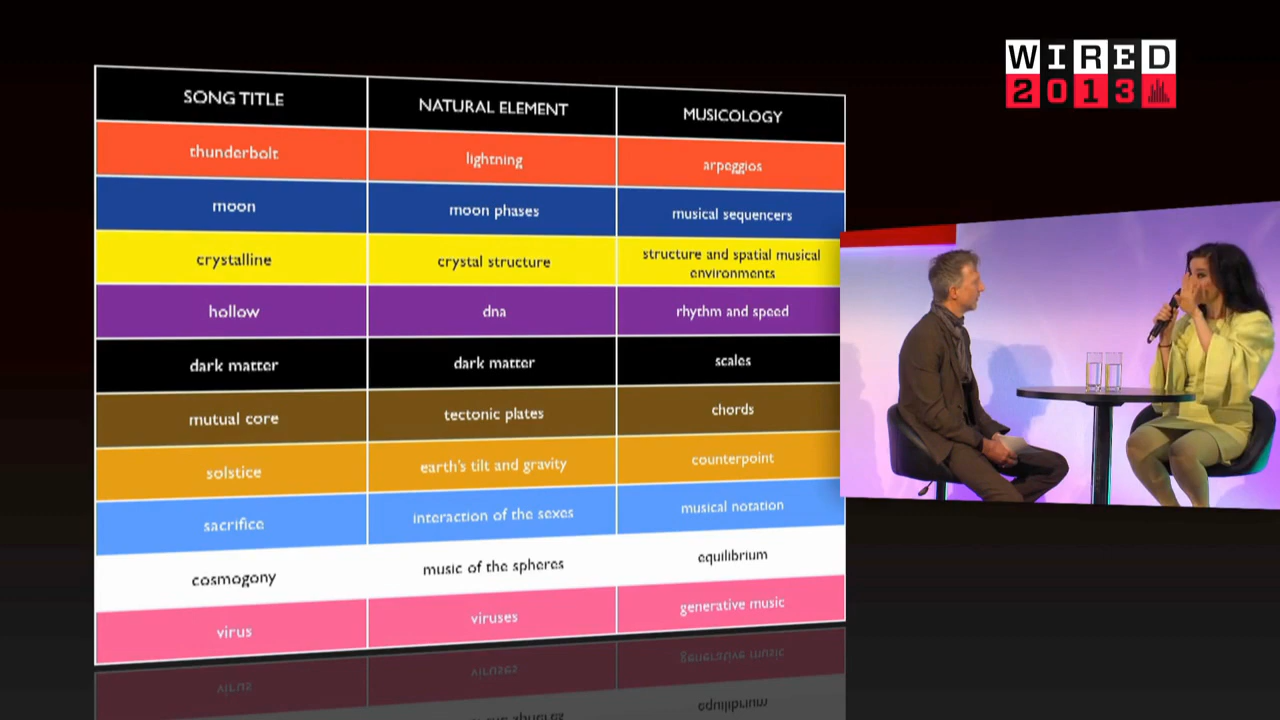 WIRED
2013
SONG TITLE NATURAL ELEMENT MUSICOLOGY
thunderbolt lightning arpeggios
moon moon phases musical sequencers
crystalline crystal structure structure and spatial musical
environments
hollow dna rhythm and speed
dark matter dark matter scales
mutual core tectonic plates chords
solstice earth's tilt and gravity counterpoint
sacrifice interaction of the sexes musical notation
cosmogony music of the spheres equilibrium
virus viruses generative music